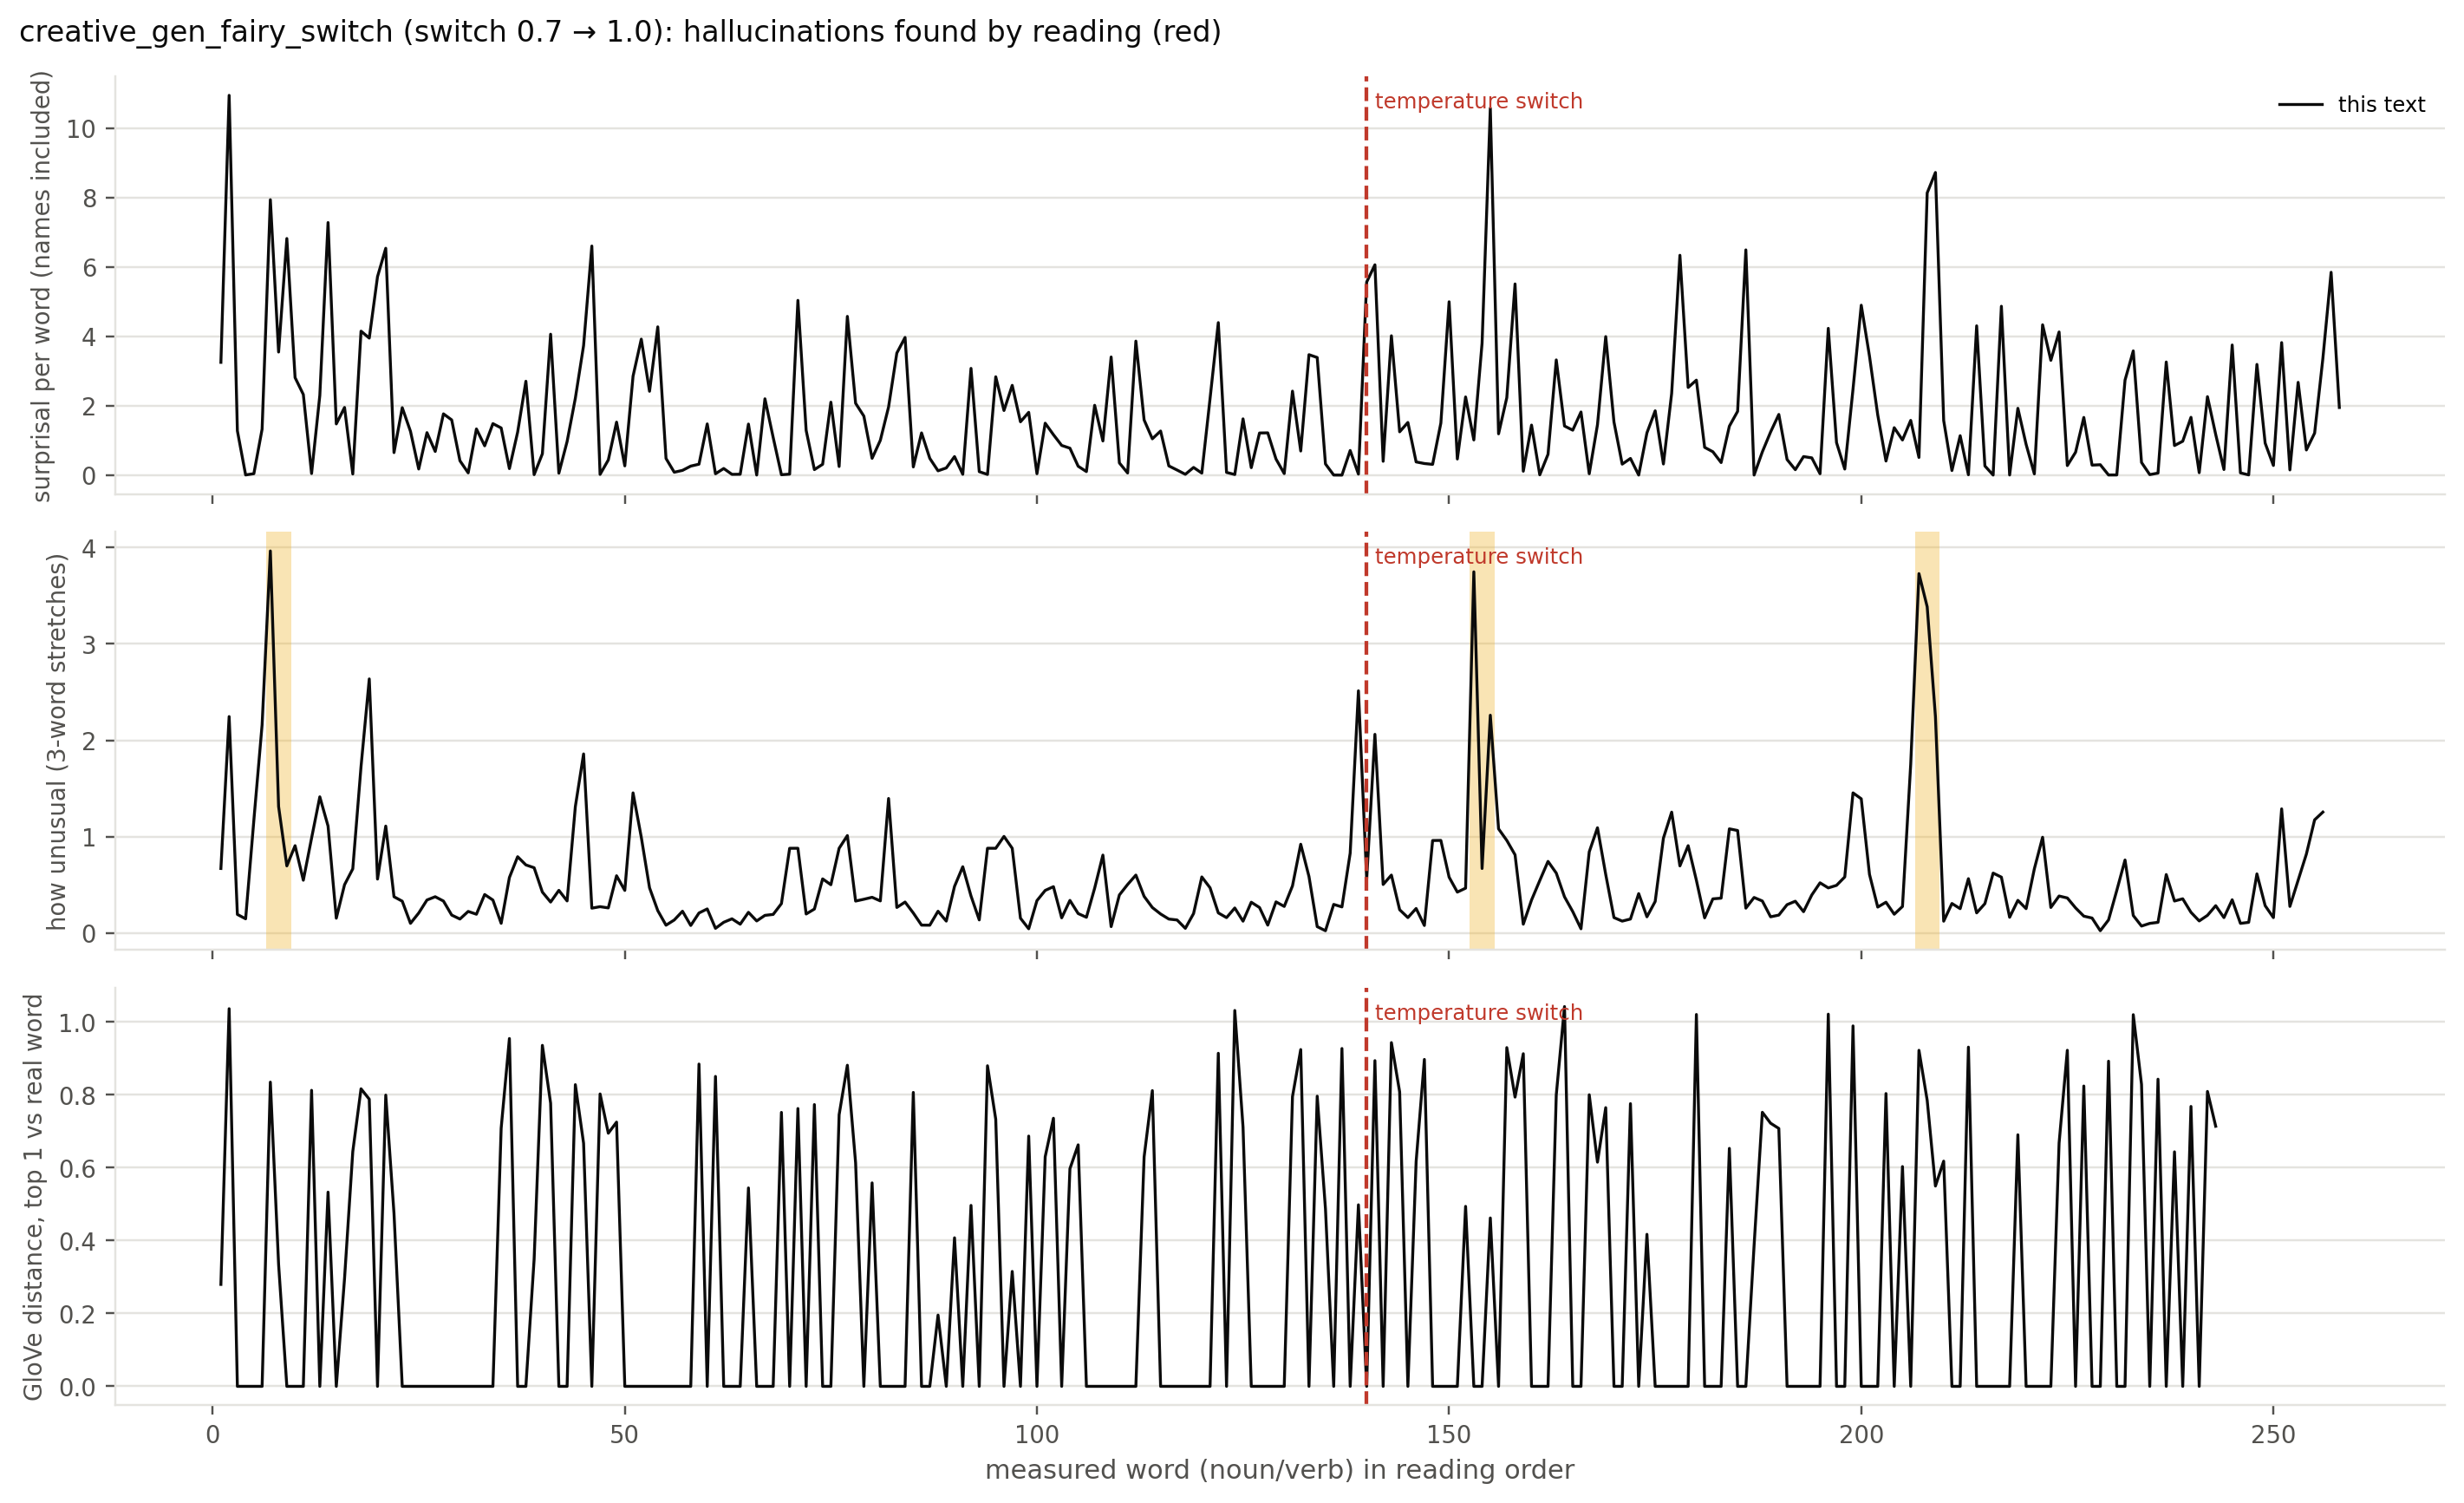 creative_gen_fairy_switch (switch 0.7 → 1.0): hallucinations found by reading (red)
surprisal per word (names included)
10
8
6
4
2
0
temperature switch
this text
how unusual (3-word stretches)
4
3
2
1
0
temperature switch
GloVe distance, top 1 vs real word
1.0
0.8
0.6
0.4
0.2
0.0
temperature switch
0 50 100 150 200 250
measured word (noun/verb) in reading order